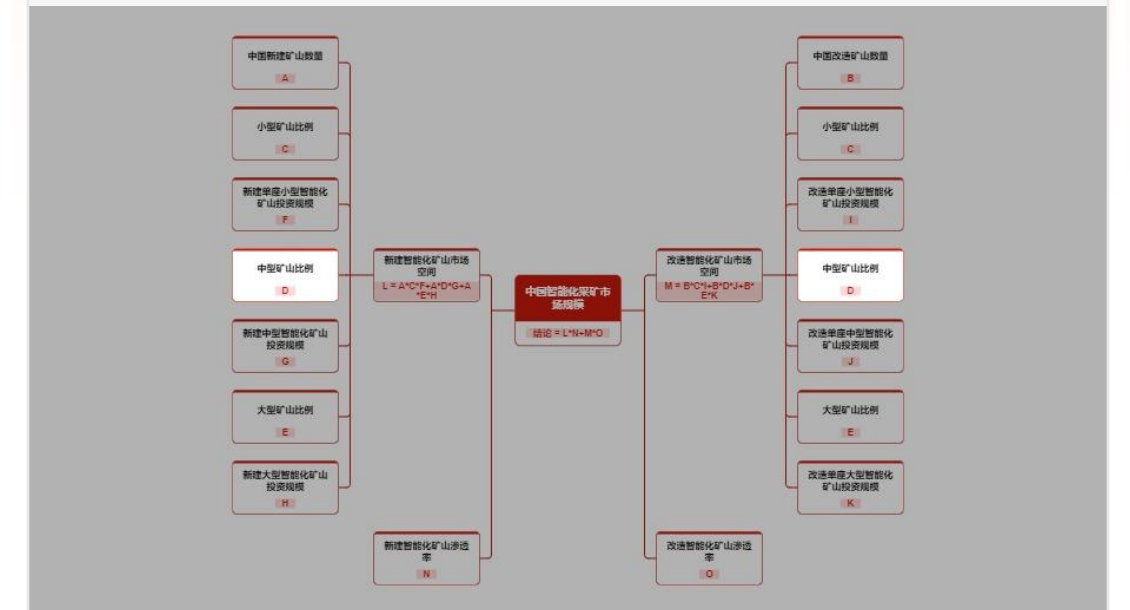 中国新建矿山数量
A
小型矿山比例
C
新建单座小型智能化
矿山投资规模
F
中型矿山比例
D
新建中型智能化矿山
投资规模
G
大型矿山比例
E
新建大型智能化矿山
投资规模
H
新建智能化矿山市场
空间
L = A*C*F+A*D*G+A
*E*H
新建智能化矿山渗透
率
N
中国智能化采矿市
场规模
结论 = L*N+M*O
改造智能化矿山市场
空间
M = B*C*I+B*D*J+B*
E*K
改造智能化矿山渗透
率
O
中国改造矿山数量
B
小型矿山比例
C
改造单座小型智能化
矿山投资规模
I
中型矿山比例
D
改造单座中型智能化
矿山投资规模
J
大型矿山比例
E
改造单座大型智能化
矿山投资规模
K